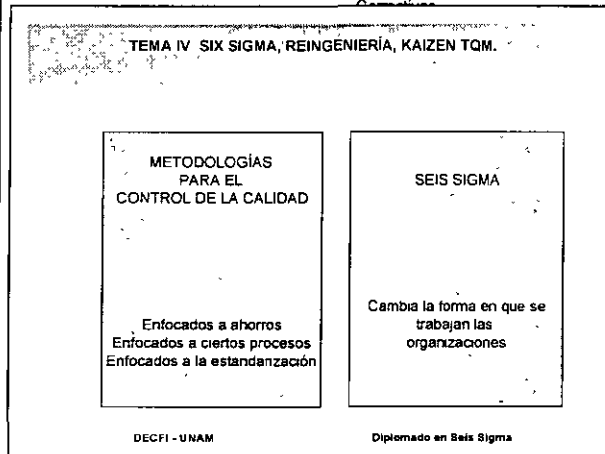 TEMA IV SIX SIGMA, REINGENIERÍA, KAIZEN TQM.
METODOLOGÍAS
PARA EL
CONTROL DE LA CALIDAD
Enfocados a ahorros
Enfocados a ciertos procesos
Enfocados a la estandarización
SEIS SIGMA
Cambia la forma en que se
trabajan las
organizaciones
DECFI - UNAM
Diplomado en Seis Sigma